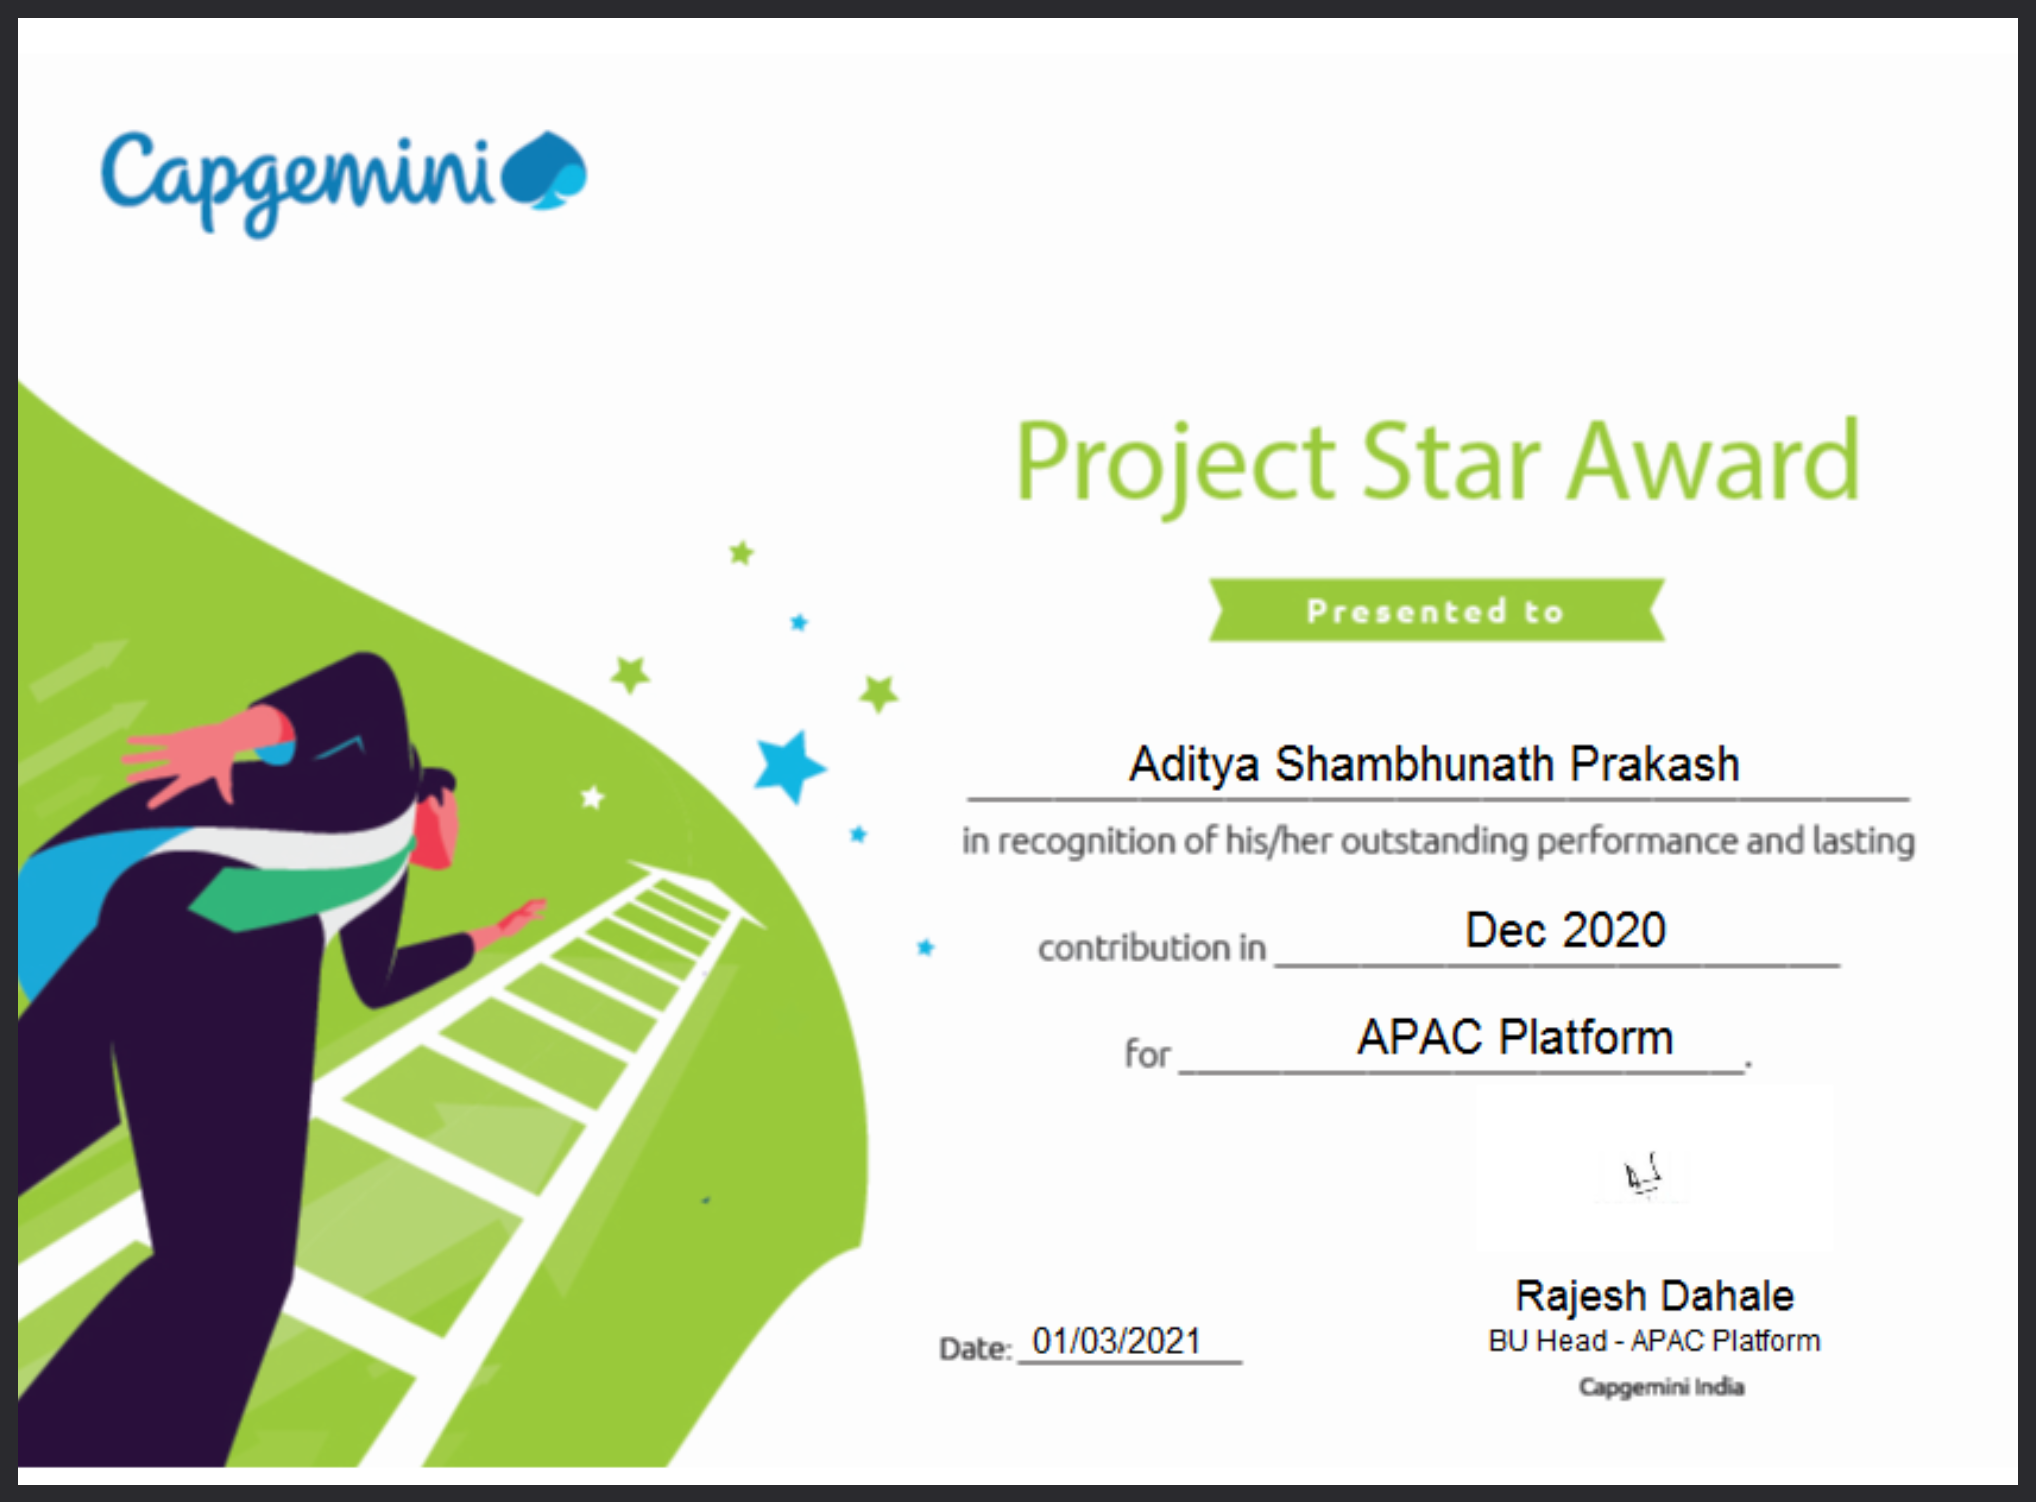 Capgemini
Project Star Award
Presented to
Aditya Shambhunath Prakash
in recognition of his/her outstanding performance and lasting
contribution in Dec 2020
for APAC Platform.
Rajesh Dahale
Date: 01/03/2021
BU Head - APAC Platform
Capgemini India